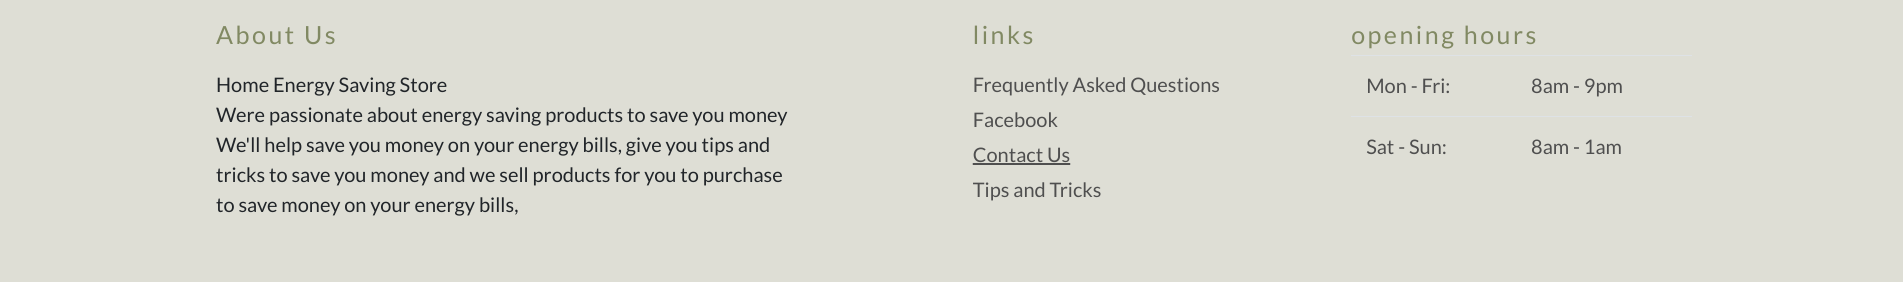 About Us
Home Energy Saving Store
Were passionate about energy saving products to save you money
We'll help save you money on your energy bills, give you tips and
tricks to save you money and we sell products for you to purchase
to save money on your energy bills,
links
Frequently Asked Questions
Facebook
Contact Us
Tips and Tricks
opening hours
Mon - Fri: 8am - 9pm
Sat - Sun: 8am - 1am